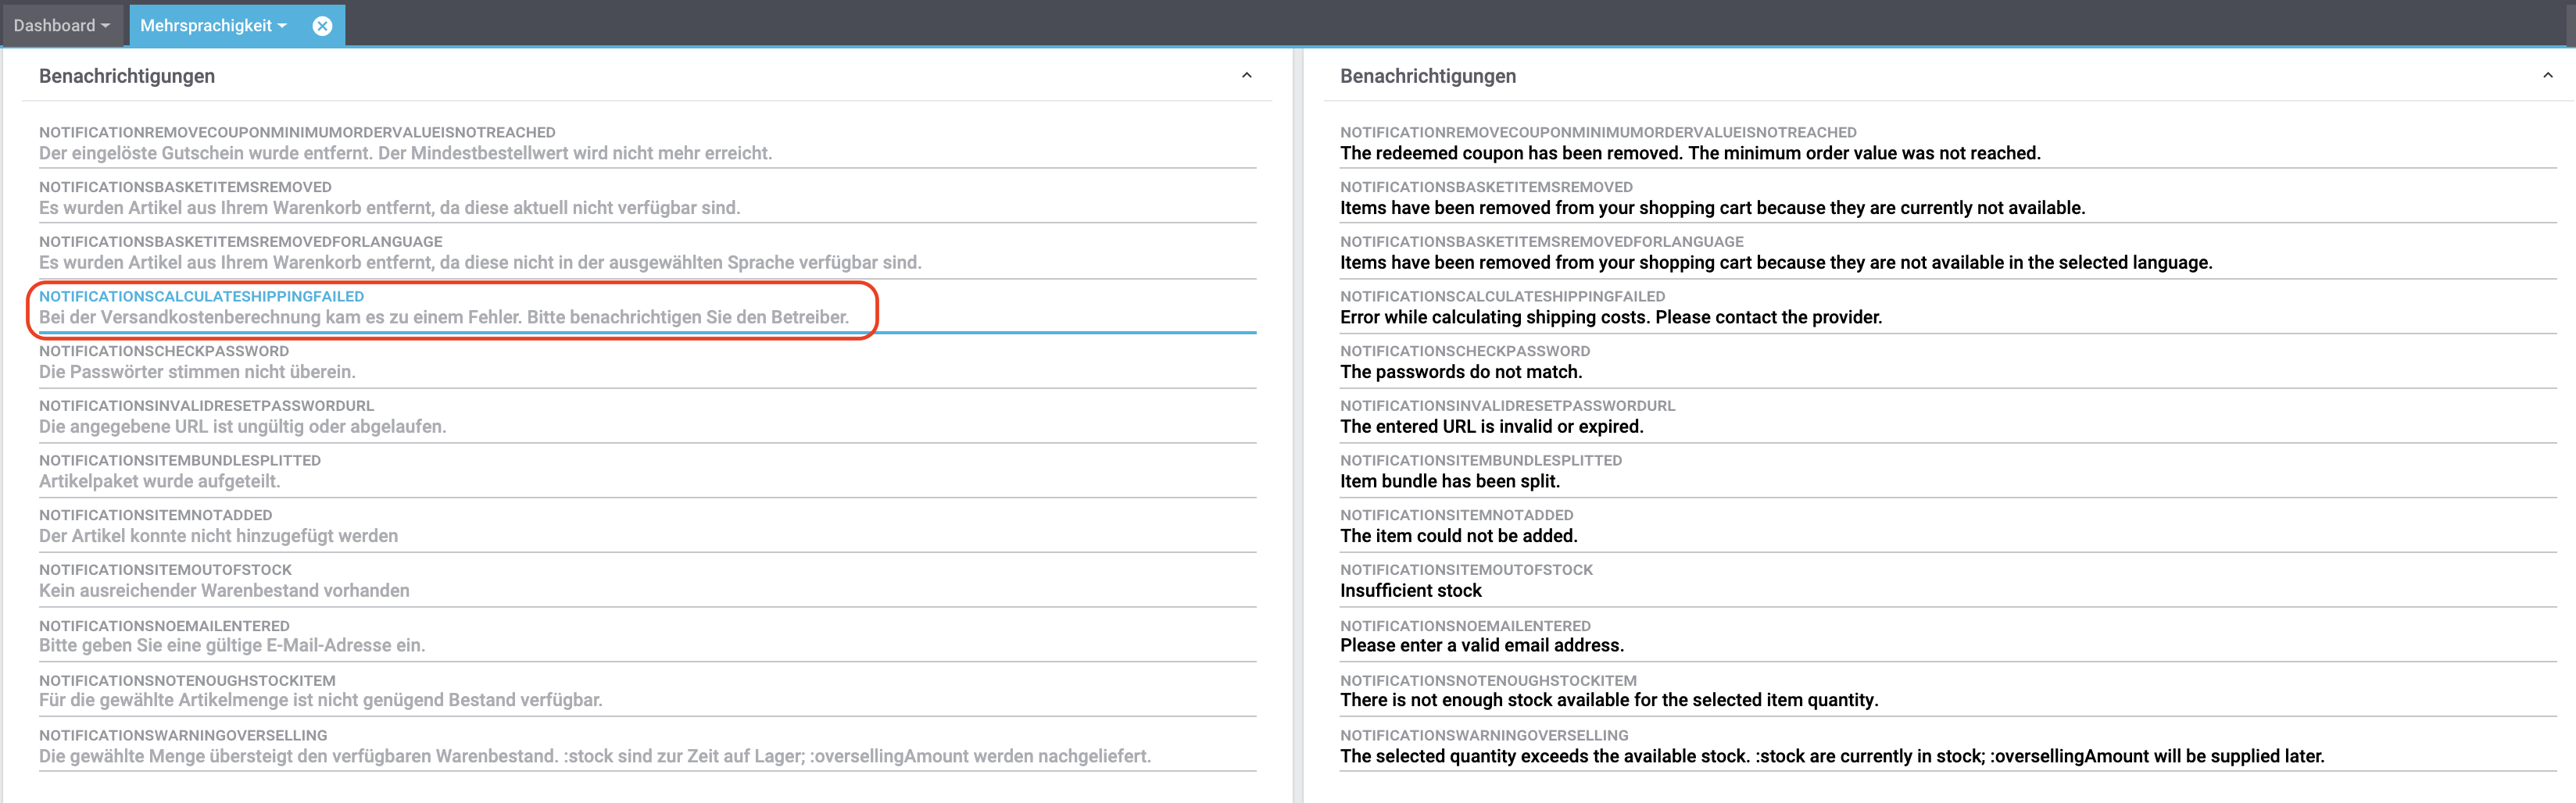 Dashboard
Mehrsprachigkeit
Benachrichtigungen
NOTIFICATIONREMOVECOUPONMINIMUMORDERVALUEISNOTREACHED
Der eingelöste Gutschein wurde entfernt. Der Mindestbestellwert wird nicht mehr erreicht.
NOTIFICATIONSBASKETITEMSREMOVED
Es wurden Artikel aus Ihrem Warenkorb entfernt, da diese aktuell nicht verfügbar sind.
NOTIFICATIONSBASKETITEMSREMOVEDFORLANGUAGE
Es wurden Artikel aus Ihrem Warenkorb entfernt, da diese nicht in der ausgewählten Sprache verfügbar sind.
NOTIFICATIONSCALCULATESHIPPINGFAILED
Bei der Versandkostenberechnung kam es zu einem Fehler. Bitte benachrichtigen Sie den Betreiber.
NOTIFICATIONSCHECKPASSWORD
Die Passwörter stimmen nicht überein.
NOTIFICATIONSINVALIDRESETPASSWORDURL
Die angegebene URL ist ungültig oder abgelaufen.
NOTIFICATIONSITEMBUNDLESPLITTED
Artikelpaket wurde aufgeteilt.
NOTIFICATIONSITEMNOTADDED
Der Artikel konnte nicht hinzugefügt werden
NOTIFICATIONSITEMOUTOFSTOCK
Kein ausreichender Warenbestand vorhanden
NOTIFICATIONSNOEMAILENTERED
Bitte geben Sie eine gültige E-Mail-Adresse ein.
NOTIFICATIONSNOTENOUGHSTOCKITEM
Für die gewählte Artikelmenge ist nicht genügend Bestand verfügbar.
NOTIFICATIONSWARNINGOVERSELLING
Die gewählte Menge übersteigt den verfügbaren Warenbestand. :stock sind zur Zeit auf Lager; :oversellingAmount werden nachgeliefert.
Benachrichtigungen
NOTIFICATIONREMOVECOUPONMINIMUMORDERVALUEISNOTREACHED
The redeemed coupon has been removed. The minimum order value was not reached.
NOTIFICATIONSBASKETITEMSREMOVED
Items have been removed from your shopping cart because they are currently not available.
NOTIFICATIONSBASKETITEMSREMOVEDFORLANGUAGE
Items have been removed from your shopping cart because they are not available in the selected language.
NOTIFICATIONSCALCULATESHIPPINGFAILED
Error while calculating shipping costs. Please contact the provider.
NOTIFICATIONSCHECKPASSWORD
The passwords do not match.
NOTIFICATIONSINVALIDRESETPASSWORDURL
The entered URL is invalid or expired.
NOTIFICATIONSITEMBUNDLESPLITTED
Item bundle has been split.
NOTIFICATIONSITEMNOTADDED
The item could not be added.
NOTIFICATIONSITEMOUTOFSTOCK
Insufficient stock
NOTIFICATIONSNOEMAILENTERED
Please enter a valid email address.
NOTIFICATIONSNOTENOUGHSTOCKITEM
There is not enough stock available for the selected item quantity.
NOTIFICATIONSWARNINGOVERSELLING
The selected quantity exceeds the available stock. :stock are currently in stock; :oversellingAmount will be supplied later.